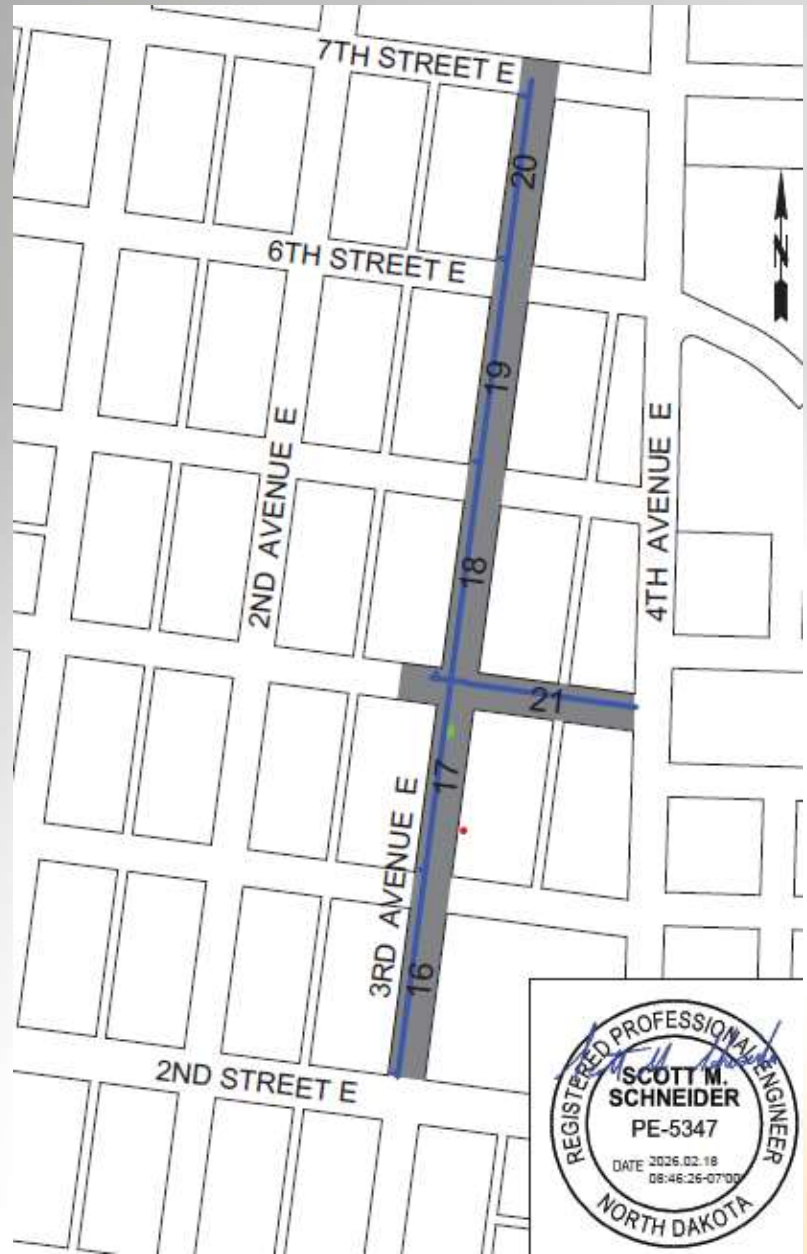 7TH STREET E
20
6TH STREET E
N
19
2ND AVENUE E
4TH AVENUE E
18
21
17
3RD AVENUE E
16
2ND STREET E
REGISTERED PROFESSIONAL ENGINEER
SCOTT M.
SCHNEIDER
PE-5347
DATE 2026.02.18
08:46:26-07'00'
NORTH DAKOTA